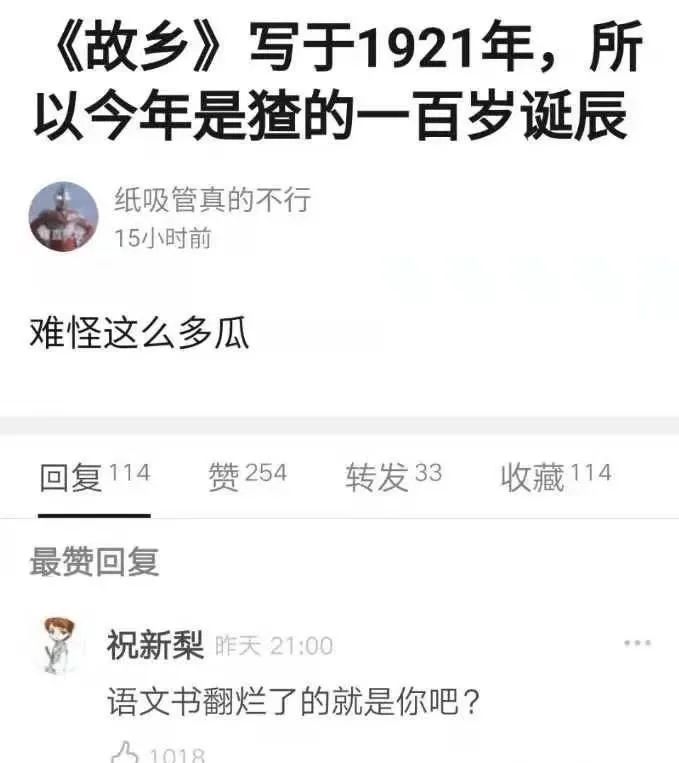 《故乡》写于1921年，所
以今年是猹的一百岁诞辰
纸吸管真的不行
15小时前
难怪这么多瓜
回复 114 赞 254 转发 33 收藏 114
最赞回复
祝新梨 昨天 21:00
语文书翻烂了的就是你吧？
1018